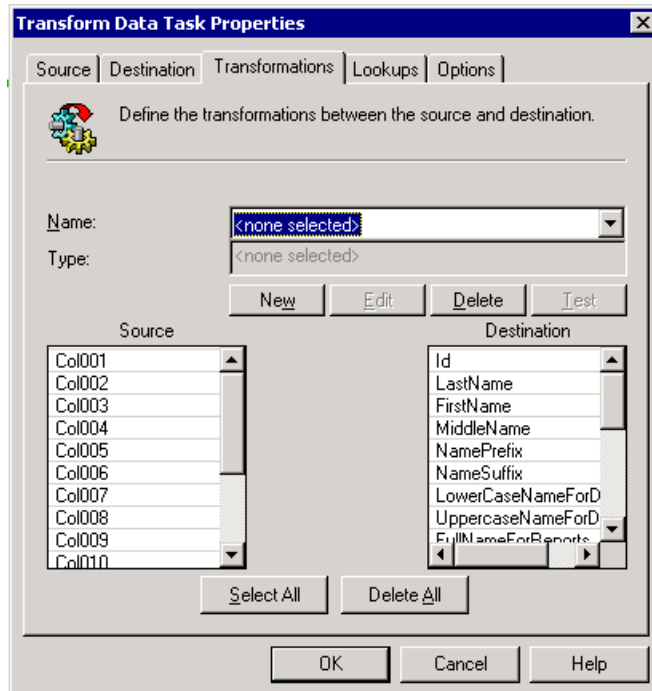 Transform Data Task Properties
Source Destination Transformations Lookups Options
Define the transformations between the source and destination.
Name: <none selected>
Type: <none selected>
New Edit Delete Test
Source Destination
Col001 Id
Col002 LastName
Col003 FirstName
Col004 MiddleName
Col005 NamePrefix
Col006 NameSuffix
Col007 LowerCaseNameForD
Col008 UppercaseNameForD
Col009 FullNameForReports
Col010
Select All Delete All
OK Cancel Help